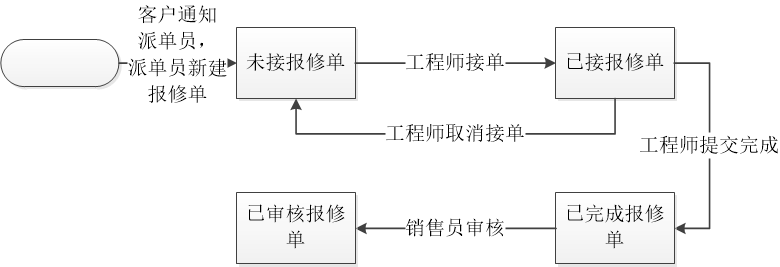 客户通知
派单员，
派单员新建
报修单
未接报修单
工程师接单
已接报修单
工程师取消接单
工程师提交完成
已审核报修
单
销售员审核
已完成报修
单